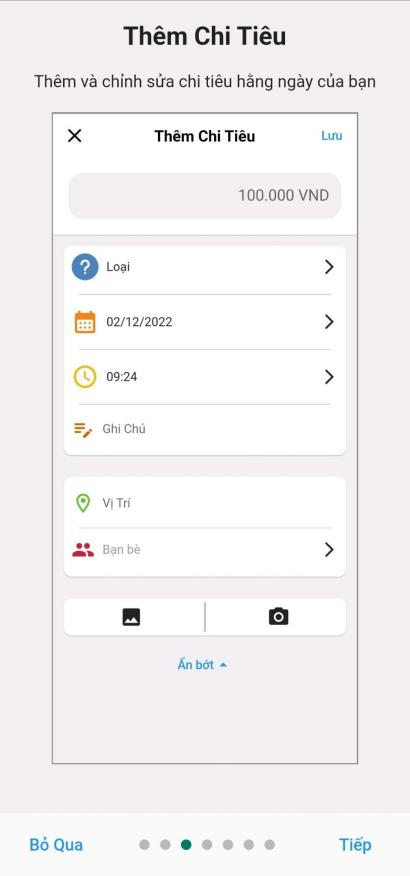 Thêm Chi Tiêu
Thêm và chỉnh sửa chi tiêu hằng ngày của bạn
Thêm Chi Tiêu
Lưu
100.000 VND
Loại
02/12/2022
09:24
Ghi Chú
Vị Trí
Bạn bè
Ẩn bớt
Bỏ Qua
Tiếp